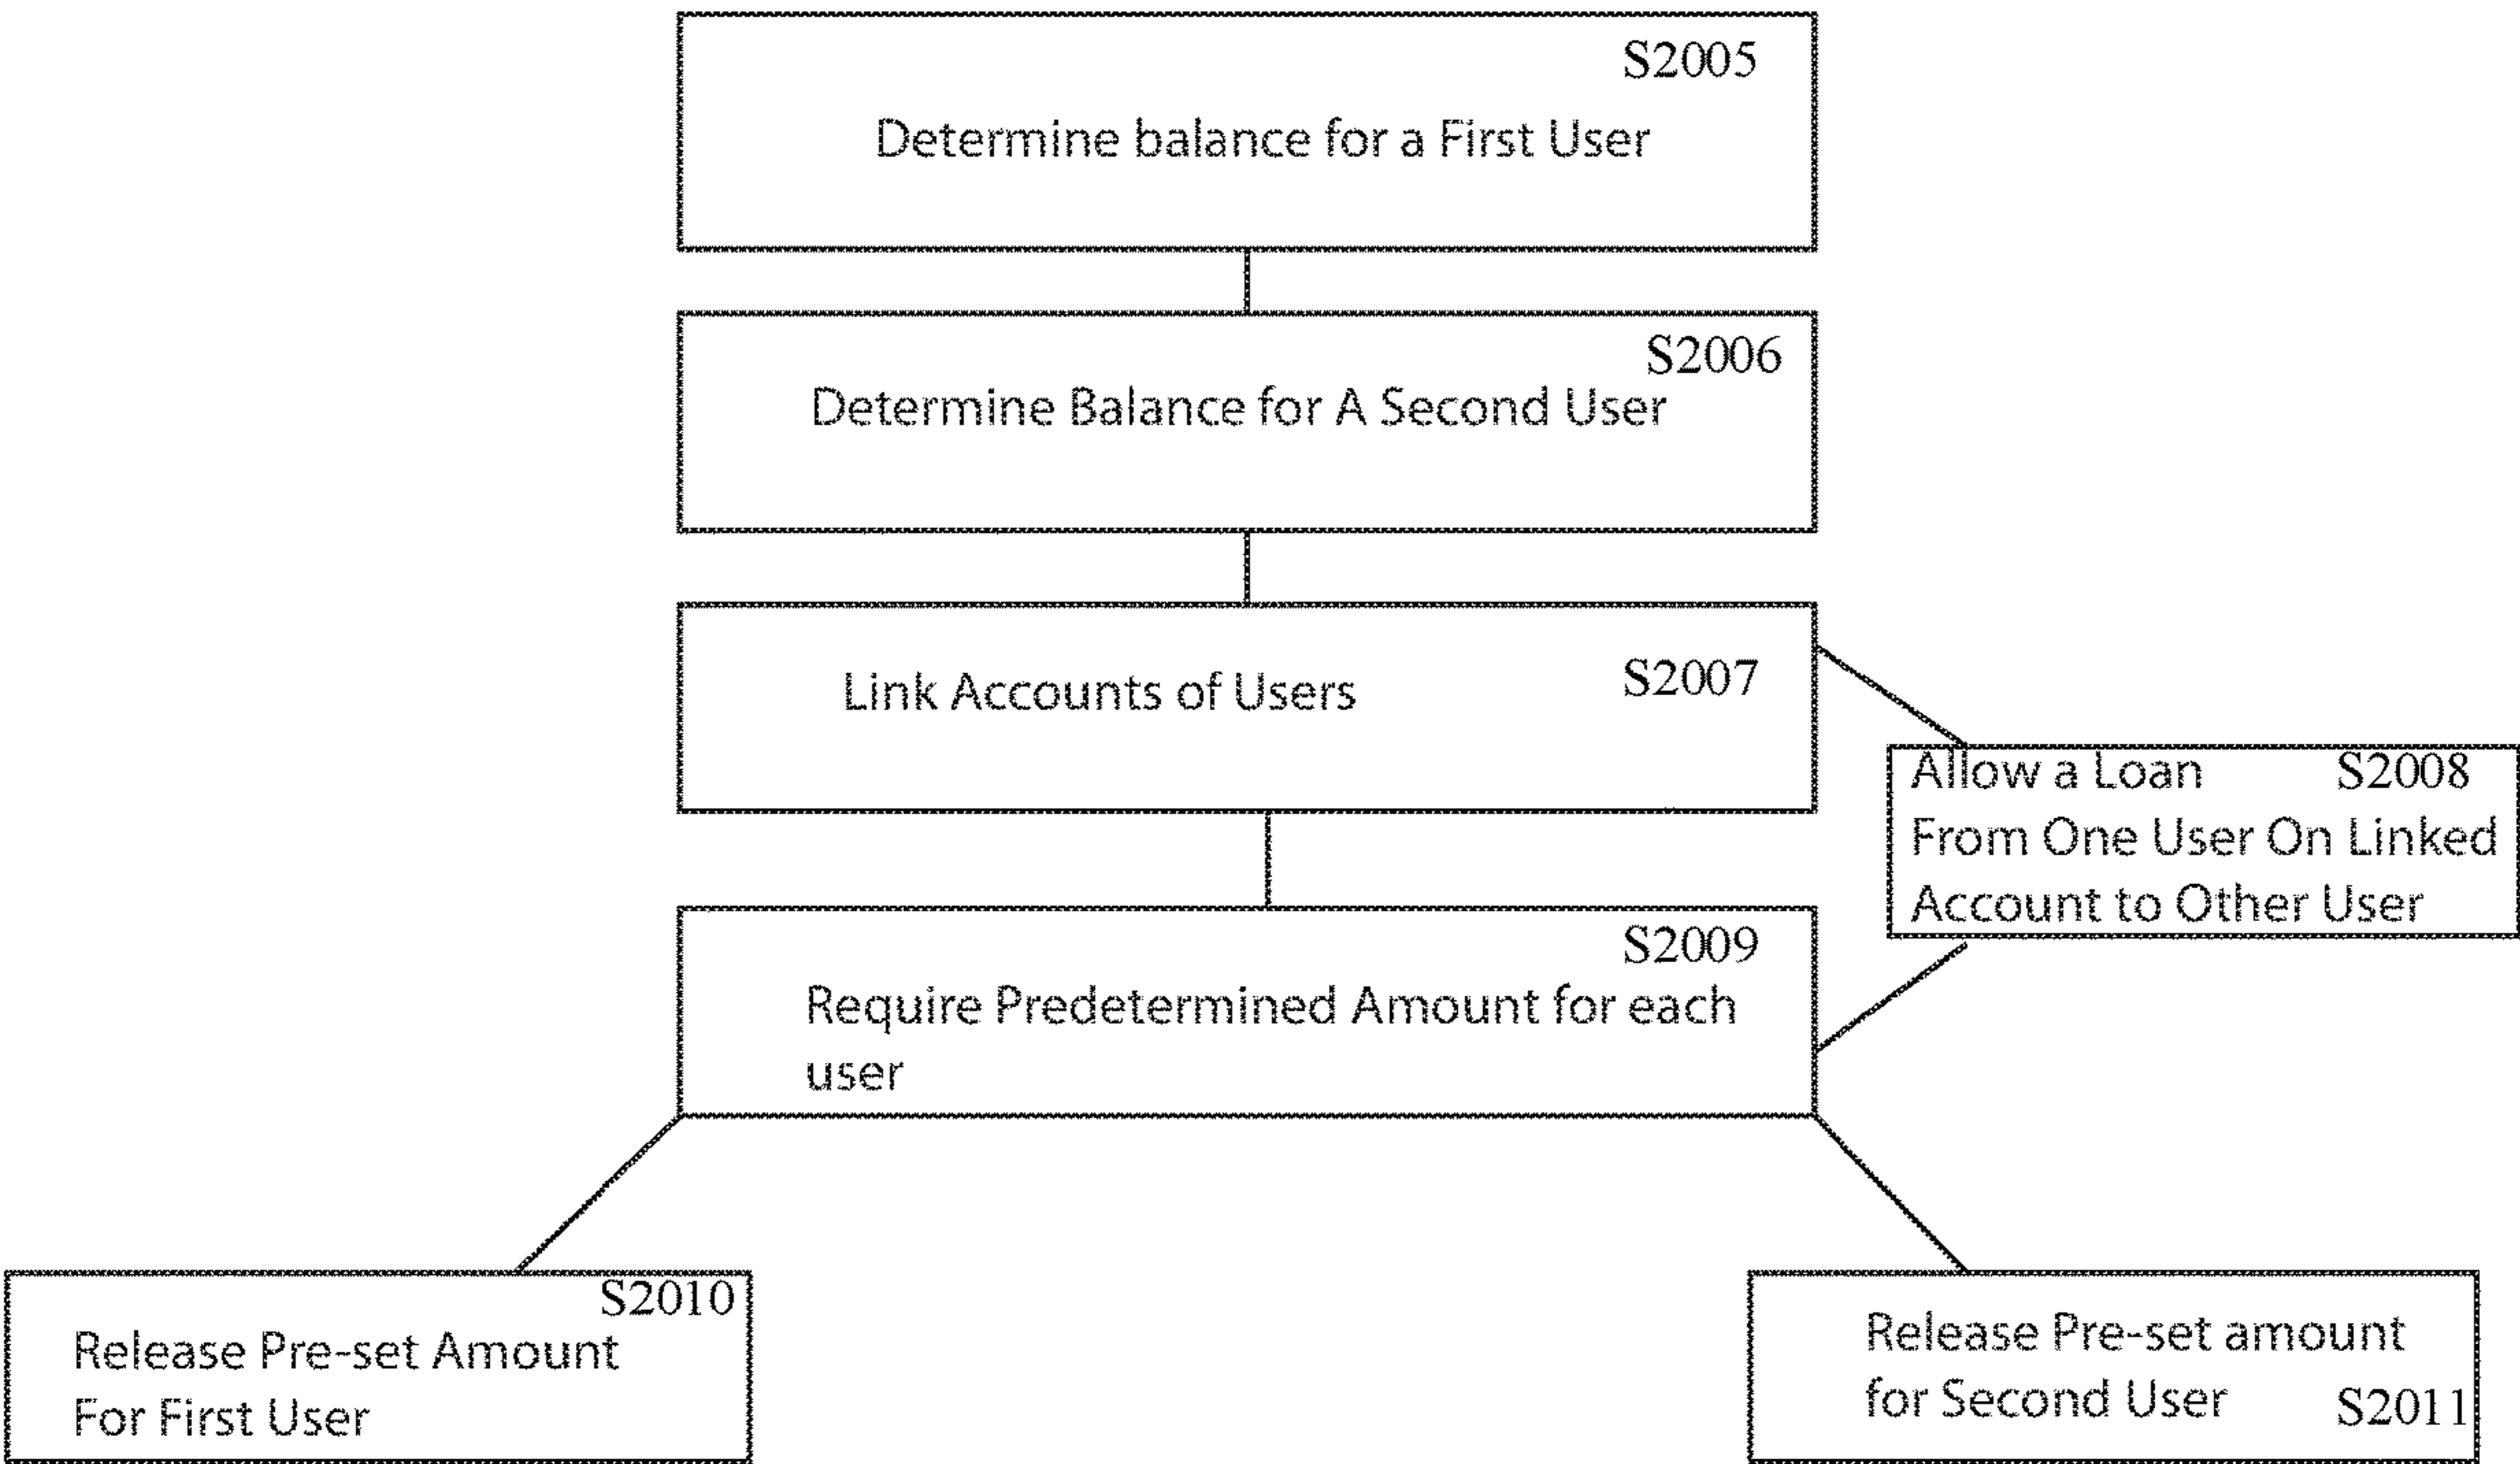 S2005
Determine balance for a First User
S2006
Determine Balance for A Second User
Link Accounts of Users S2007
Allow a Loan S2008
From One User On Linked
Account to Other User
S2009
Require Predetermined Amount for each
user
S2010
Release Pre-set Amount
For First User
Release Pre-set amount
for Second User S2011